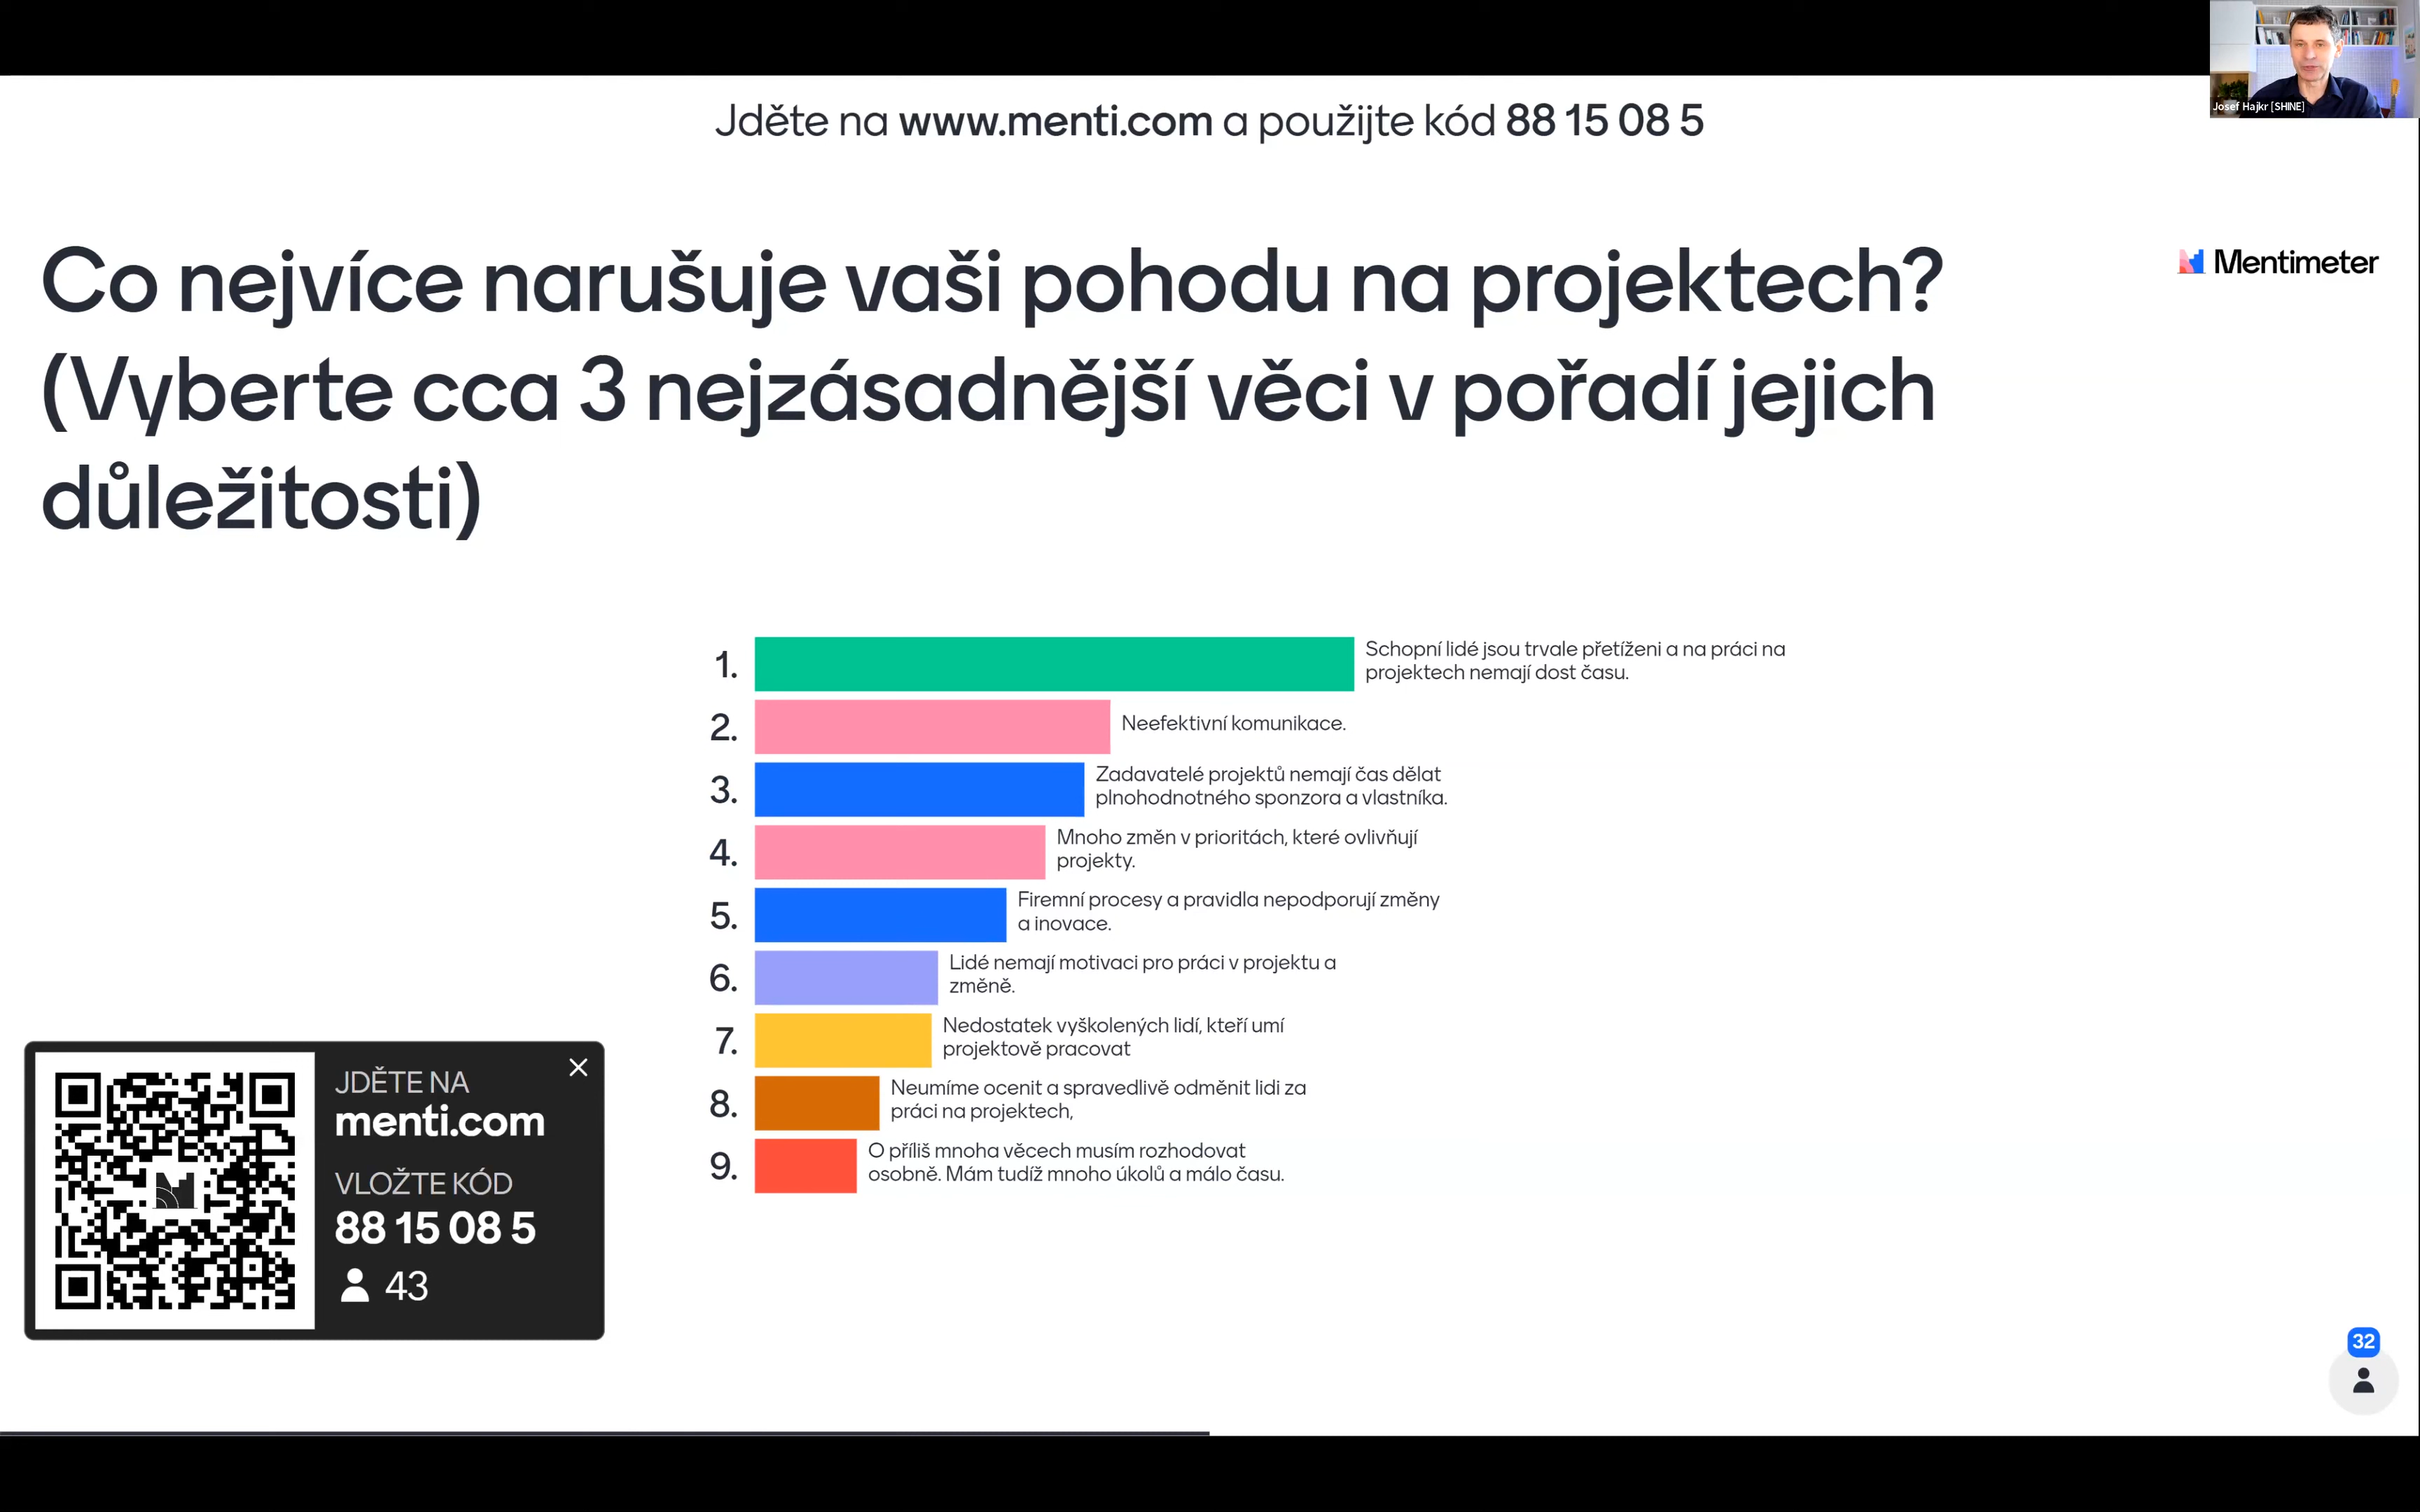 Josef Hajkr [SHINE]
Jděte na www.menti.com a použijte kód 88 15 08 5
Mentimeter
Co nejvíce narušuje vaši pohodu na projektech?
(Vyberte cca 3 nejzásadnější věci v pořadí jejich
důležitosti)
1.
Schopní lidé jsou trvale přetíženi a na práci na
projektech nemají dost času.
2.
Neefektivní komunikace.
3.
Zadavatelé projektů nemají čas dělat
plnohodnotného sponzora a vlastníka.
4.
Mnoho změn v prioritách, které ovlivňují
projekty.
5.
Firemní procesy a pravidla nepodporují změny
a inovace.
6.
Lidé nemají motivaci pro práci v projektu a
změně.
7.
Nedostatek vyškolených lidí, kteří umí
projektově pracovat
8.
Neumíme ocenit a spravedlivě odměnit lidi za
práci na projektech,
9.
O příliš mnoha věcech musím rozhodovat
osobně. Mám tudíž mnoho úkolů a málo času.
JDĚTE NA
menti.com
VLOŽTE KÓD
88 15 08 5
43
32